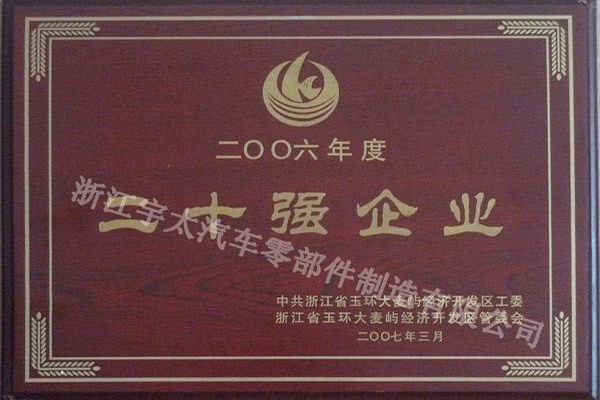 二〇〇六年度
二十强企业
中共浙江省玉环大麦屿经济开发区工委
浙江省玉环大麦屿经济开发区管委会
二〇〇七年三月
浙江宇太汽车零部件制造有限公司